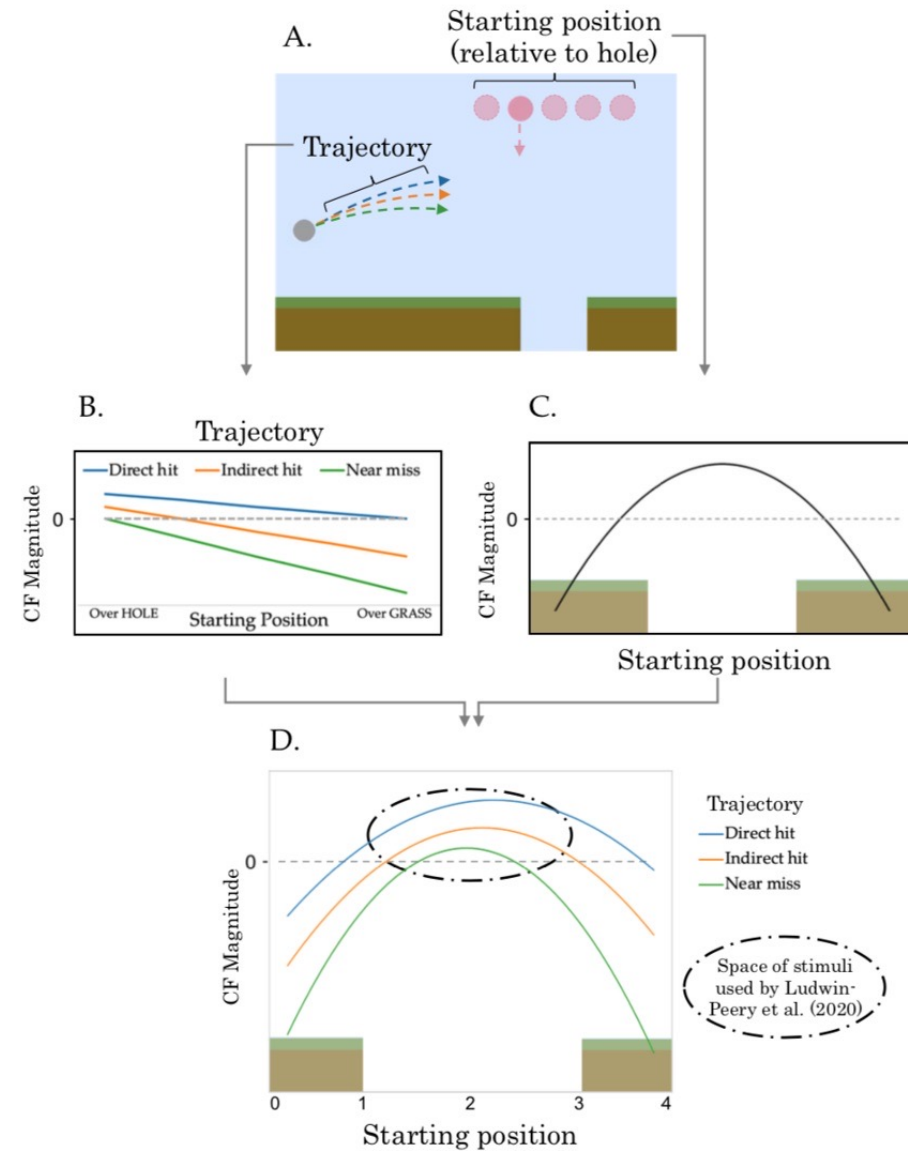 A.
Starting position
(relative to hole)
Trajectory
B.
Trajectory
Direct hit
Indirect hit
Near miss
0
CF Magnitude
Over HOLE
Starting Position
Over GRASS
C.
0
CF Magnitude
Starting position
D.
0
CF Magnitude
0
1
2
3
4
Starting position
Trajectory
Direct hit
Indirect hit
Near miss
Space of stimuli
used by Ludwin-
Peery et al. (2020)